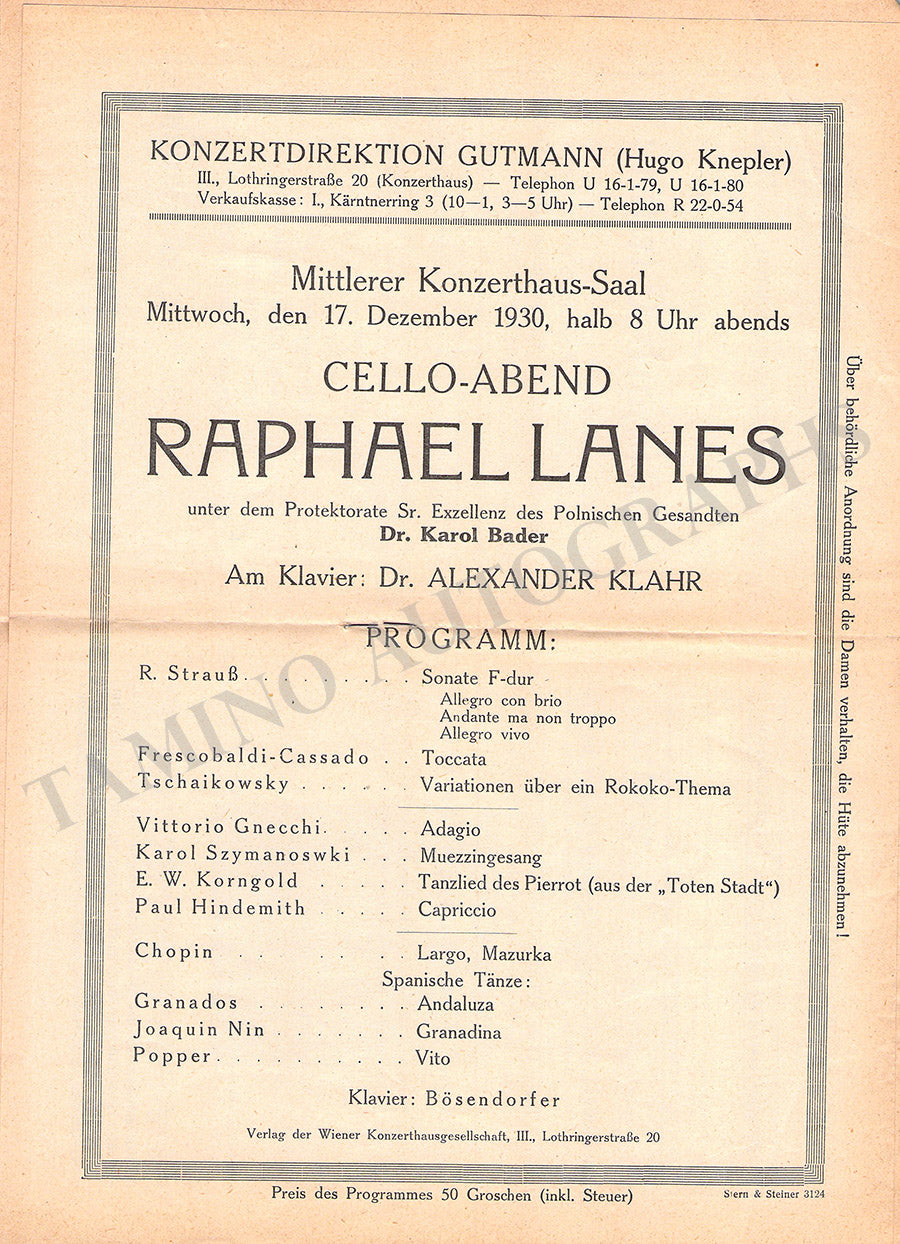 KONZERTDIREKTION GUTMANN (Hugo Knepler)
III., Lothringerstraße 20 (Konzerthaus) — Telephon U 16-1-79, U 16-1-80
Verkaufskasse: I., Kärntnerring 3 (10—1, 3—5 Uhr) — Telephon R 22-0-54
Mittlerer Konzerthaus-Saal
Mittwoch, den 17. Dezember 1930, halb 8 Uhr abends
CELLO-ABEND
RAPHAEL LANES
unter dem Protektorate Sr. Exzellenz des Polnischen Gesandten
Dr. Karol Bader
Am Klavier: Dr. ALEXANDER KLAHR
PROGRAMM:
R. Strauß . . . . . . . . . Sonate F-dur
Allegro con brio
Andante ma non troppo
Allegro vivo
Frescobaldi-Cassado . . Toccata
Tschaikowsky . . . . . . Variationen über ein Rokoko-Thema
Vittorio Gnecchi . . . . . Adagio
Karol Szymanoswki . . . Muezzingesang
E. W. Korngold . . . . . Tanzlied des Pierrot (aus der „Toten Stadt“)
Paul Hindemith . . . . . Capriccio
Chopin . . . . . Largo, Mazurka
Spanische Tänze:
Granados . . . . . . . . Andaluza
Joaquin Nin . . . . . . . Granadina
Popper . . . . . . . . . . Vito
Klavier: Bösendorfer
Verlag der Wiener Konzerthausgesellschaft, III., Lothringerstraße 20
Preis des Programmes 50 Groschen (inkl. Steuer)
Stern & Steiner 3124
Über behördliche Anordnung sind die Damen verhalten, die Hüte abzunehmen!
TAMINO AUTOGRAPHS